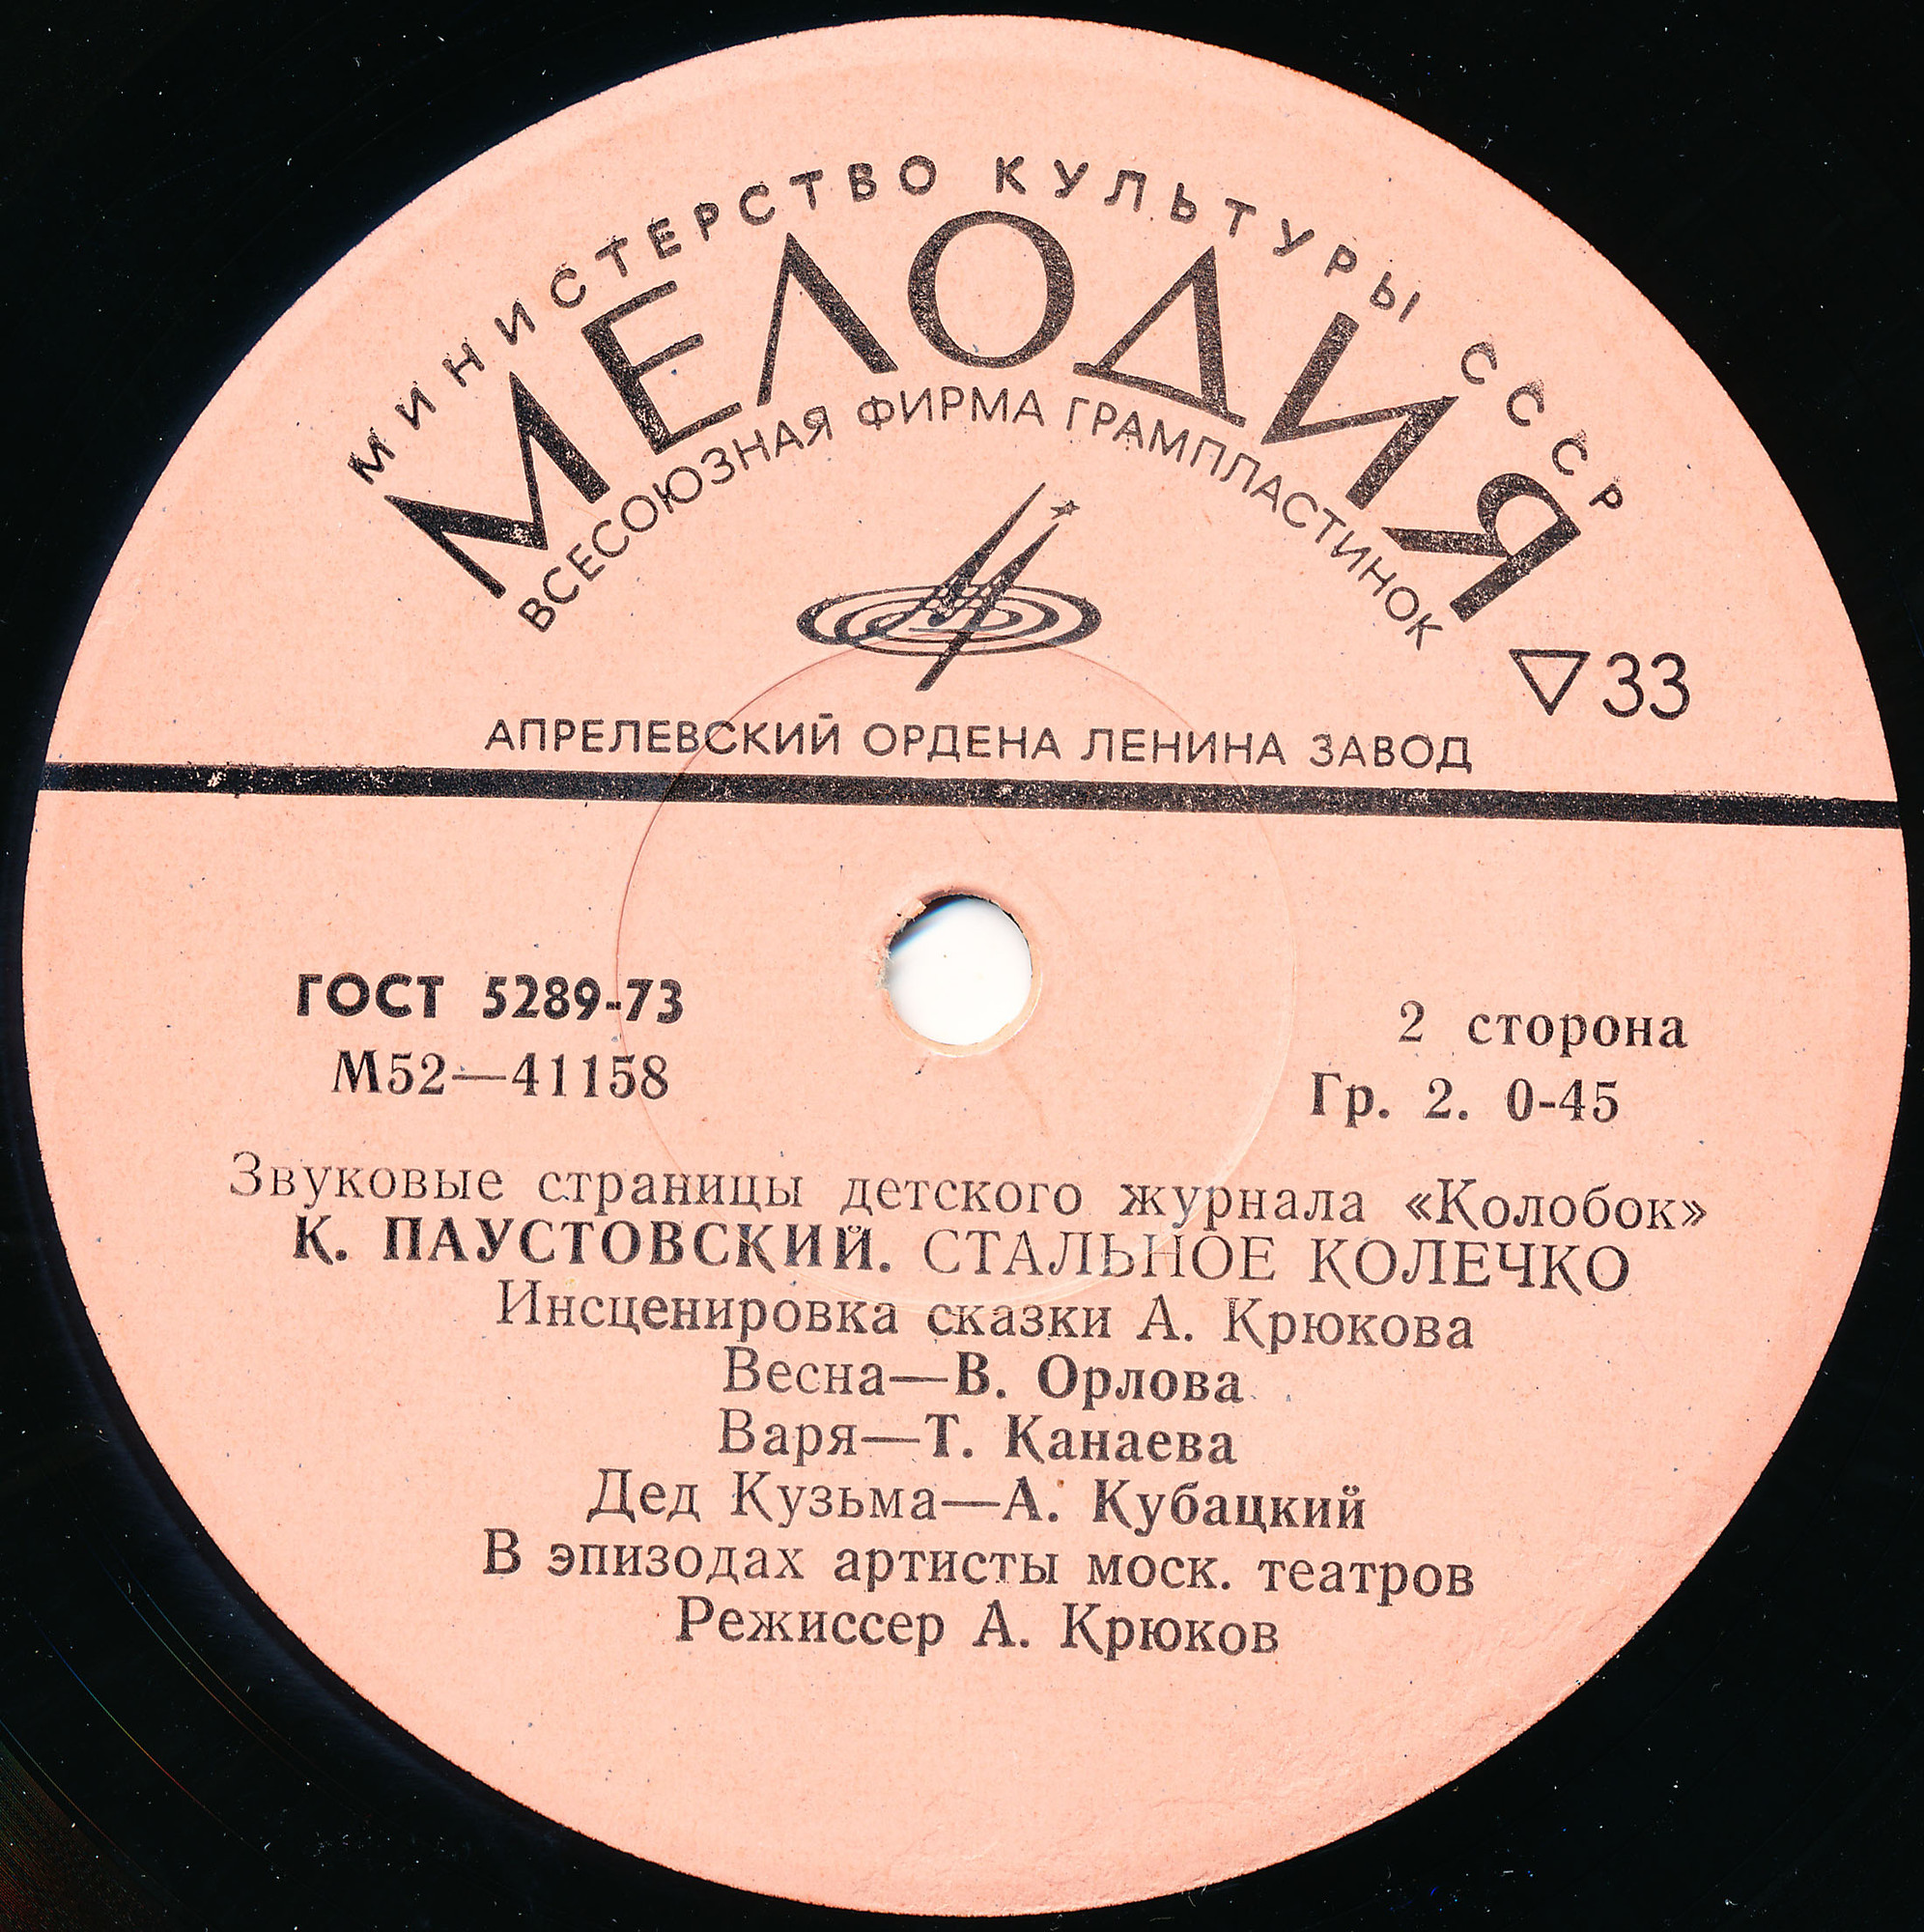 МИНИСТЕРСТВО КУЛЬТУРЫ СССР
МЕЛОДИЯ
ВСЕСОЮЗНАЯ ФИРМА ГРАМПЛАСТИНОК
▽33
АПРЕЛЕВСКИЙ ОРДЕНА ЛЕНИНА ЗАВОД
ГОСТ 5289-73
М52—41158
2 сторона
Гр. 2. 0-45
Звуковые страницы детского журнала «Колобок»
К. ПАУСТОВСКИЙ. СТАЛЬНОЕ КОЛЕЧКО
Инсценировка сказки А. Крюкова
Весна—В. Орлова
Варя—Т. Канаева
Дед Кузьма—А. Кубацкий
В эпизодах артисты моск. театров
Режиссер А. Крюков